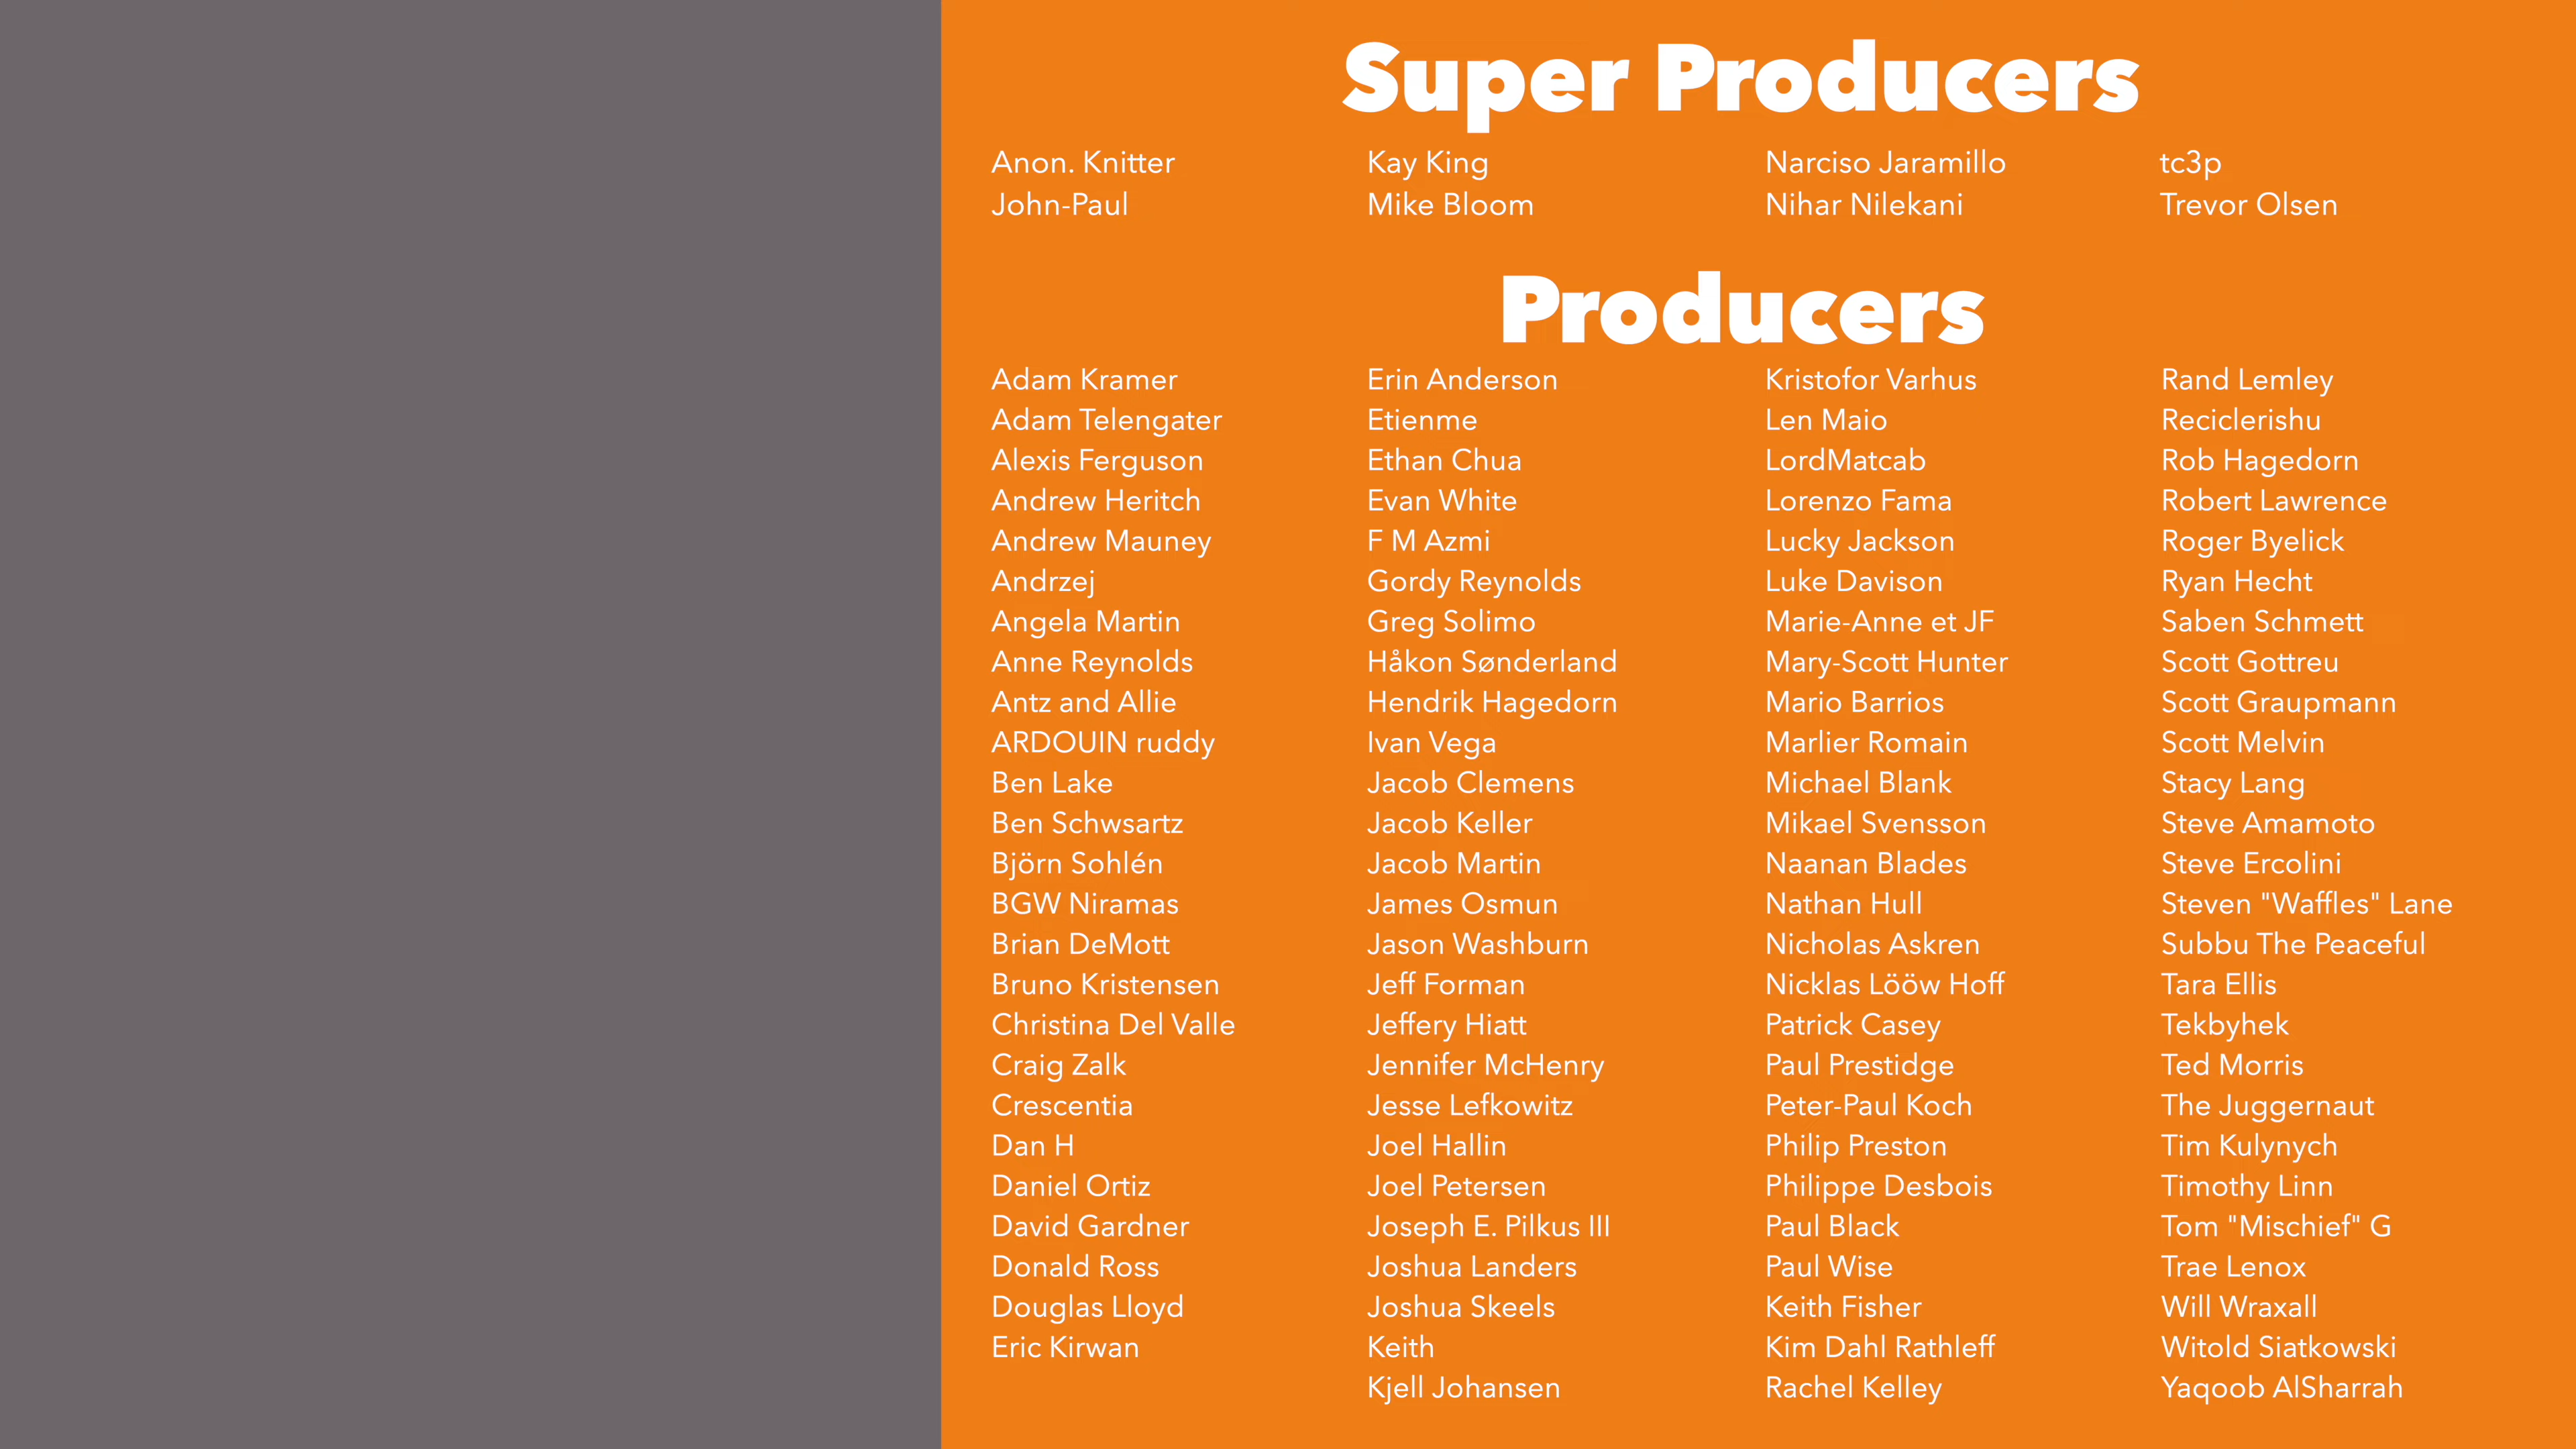 Super Producers
Anon. Knitter
John-Paul
Kay King
Mike Bloom
Narciso Jaramillo
Nihar Nilekani
tc3p
Trevor Olsen
Producers
Adam Kramer
Adam Telengater
Alexis Ferguson
Andrew Heritch
Andrew Mauney
Andrzej
Angela Martin
Anne Reynolds
Antz and Allie
ARDOUIN ruddy
Ben Lake
Ben Schwsartz
Björn Sohlén
BGW Niramas
Brian DeMott
Bruno Kristensen
Christina Del Valle
Craig Zalk
Crescentia
Dan H
Daniel Ortiz
David Gardner
Donald Ross
Douglas Lloyd
Eric Kirwan
Erin Anderson
Etienme
Ethan Chua
Evan White
F M Azmi
Gordy Reynolds
Greg Solimo
Håkon Sønderland
Hendrik Hagedorn
Ivan Vega
Jacob Clemens
Jacob Keller
Jacob Martin
James Osmun
Jason Washburn
Jeff Forman
Jeffery Hiatt
Jennifer McHenry
Jesse Lefkowitz
Joel Hallin
Joel Petersen
Joseph E. Pilkus III
Joshua Landers
Joshua Skeels
Keith
Kjell Johansen
Kristofor Varhus
Len Maio
LordMatcab
Lorenzo Fama
Lucky Jackson
Luke Davison
Marie-Anne et JF
Mary-Scott Hunter
Mario Barrios
Marlier Romain
Michael Blank
Mikael Svensson
Naanan Blades
Nathan Hull
Nicholas Askren
Nicklas Lööw Hoff
Patrick Casey
Paul Prestidge
Peter-Paul Koch
Philip Preston
Philippe Desbois
Paul Black
Paul Wise
Keith Fisher
Kim Dahl Rathleff
Rachel Kelley
Rand Lemley
Reciclerishu
Rob Hagedorn
Robert Lawrence
Roger Byelick
Ryan Hecht
Saben Schmett
Scott Gottreu
Scott Graupmann
Scott Melvin
Stacy Lang
Steve Amamoto
Steve Ercolini
Steven "Waffles" Lane
Subbu The Peaceful
Tara Ellis
Tekbyhek
Ted Morris
The Juggernaut
Tim Kulynych
Timothy Linn
Tom "Mischief" G
Trae Lenox
Will Wraxall
Witold Siatkowski
Yaqoob AlSharrah